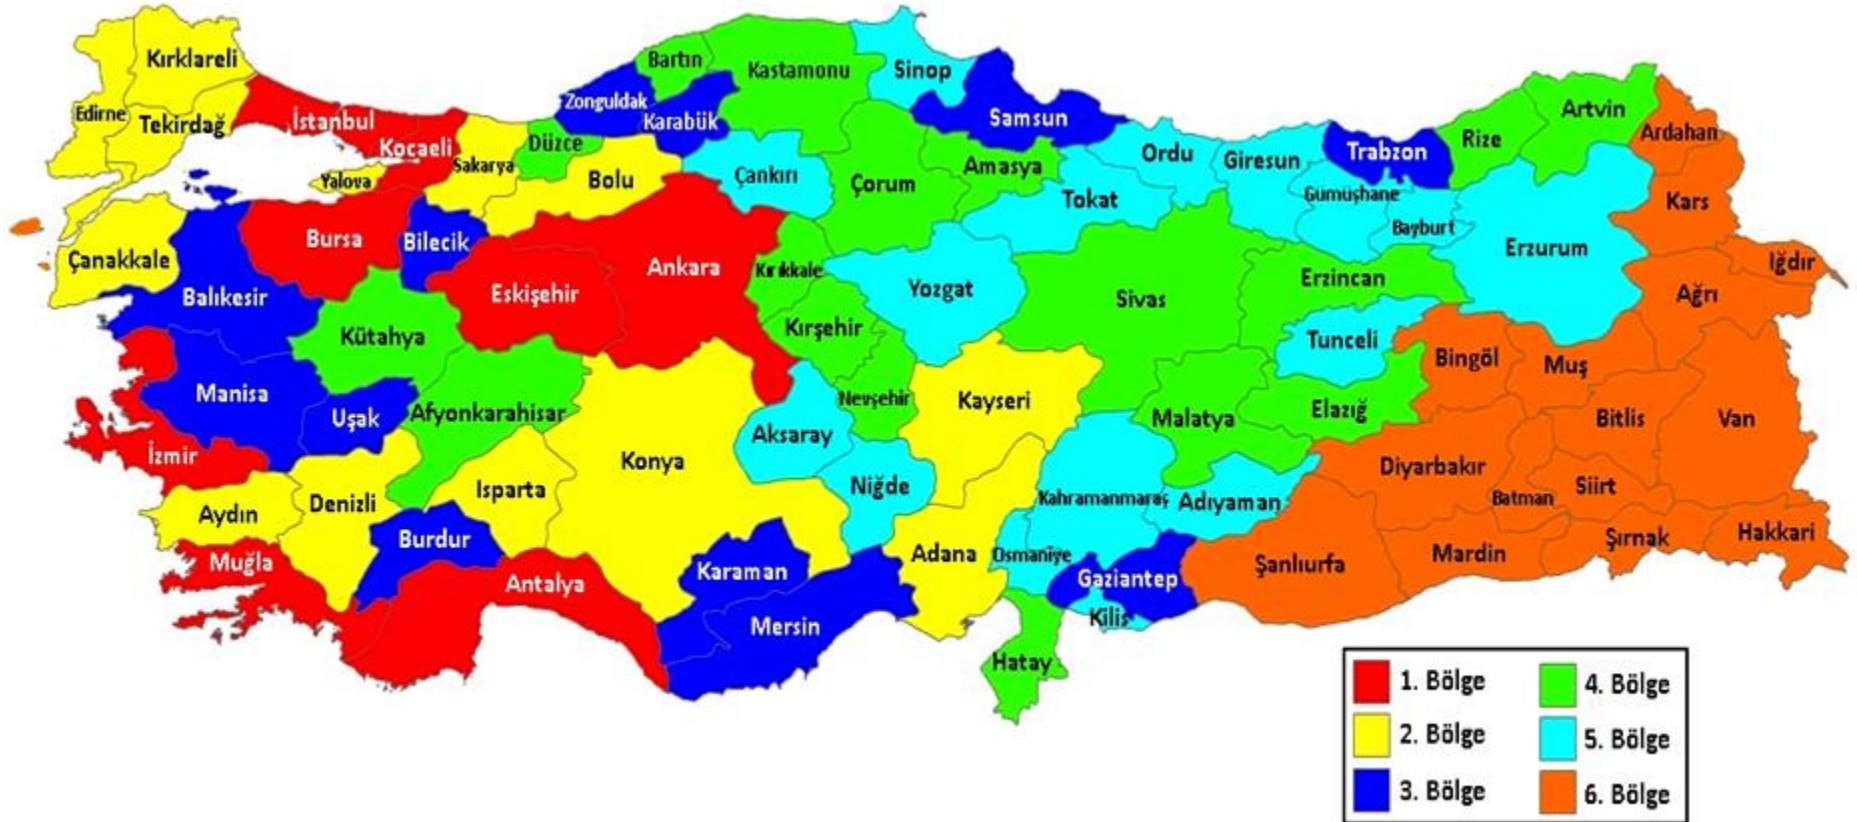 Kırklareli
Edirne
Tekirdağ
İstanbul
Kocaeli
Yalova
Sakarya
Düzce
Bolu
Zonguldak
Bartın
Karabük
Kastamonu
Sinop
Samsun
Çankırı
Çorum
Amasya
Ordu
Giresun
Trabzon
Rize
Artvin
Ardahan
Tokat
Gümüşhane
Bayburt
Kars
Çanakkale
Bursa
Bilecik
Ankara
Kırıkkale
Yozgat
Erzurum
Iğdır
Balıkesir
Eskişehir
Sivas
Erzincan
Ağrı
Kütahya
Kırşehir
Tunceli
Bingöl
Muş
Manisa
Uşak
Afyonkarahisar
Nevşehir
Kayseri
Malatya
Elazığ
Bitlis
Van
İzmir
Konya
Aksaray
Diyarbakır
Aydın
Denizli
Isparta
Niğde
Kahramanmaraş
Adıyaman
Batman
Siirt
Muğla
Burdur
Antalya
Karaman
Adana
Osmaniye
Gaziantep
Şanlıurfa
Mardin
Şırnak
Hakkari
Mersin
Kilis
Hatay
1. Bölge
2. Bölge
3. Bölge
4. Bölge
5. Bölge
6. Bölge